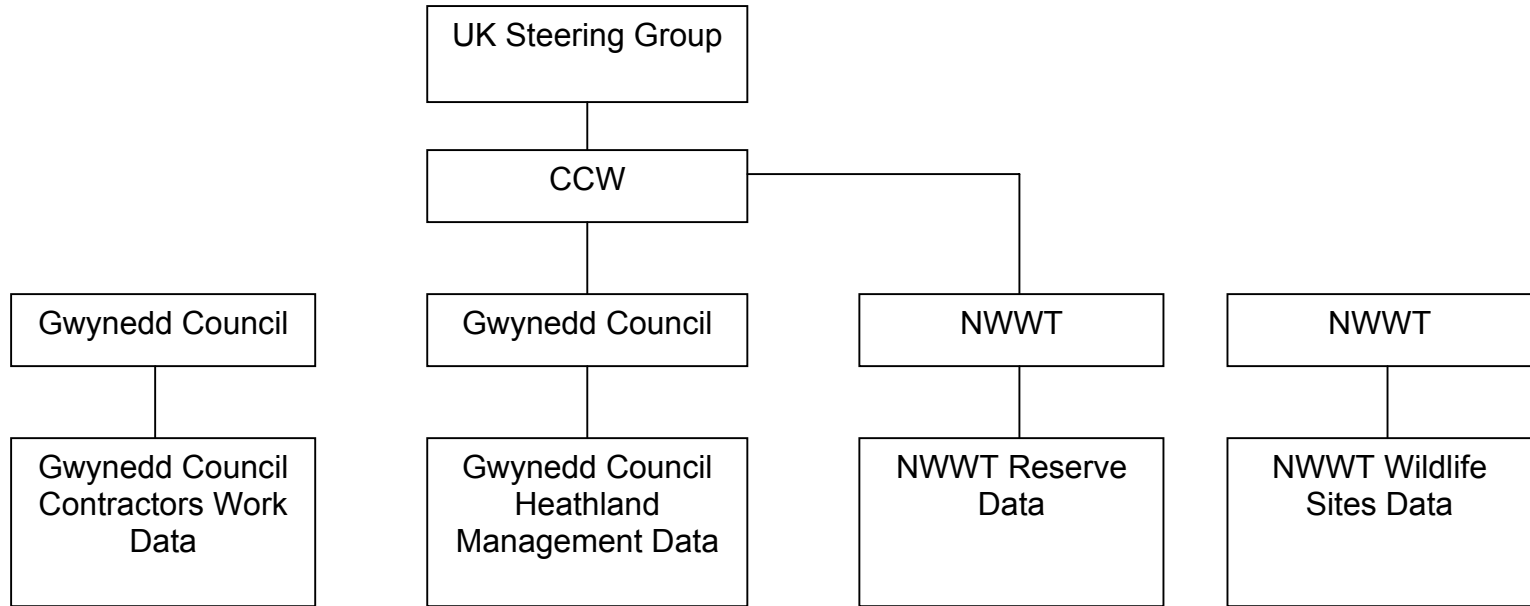 UK Steering Group
CCW
Gwynedd Council
Gwynedd Council
NWWT
NWWT
Gwynedd Council
Contractors Work
Data
Gwynedd Council
Heathland
Management Data
NWWT Reserve
Data
NWWT Wildlife
Sites Data